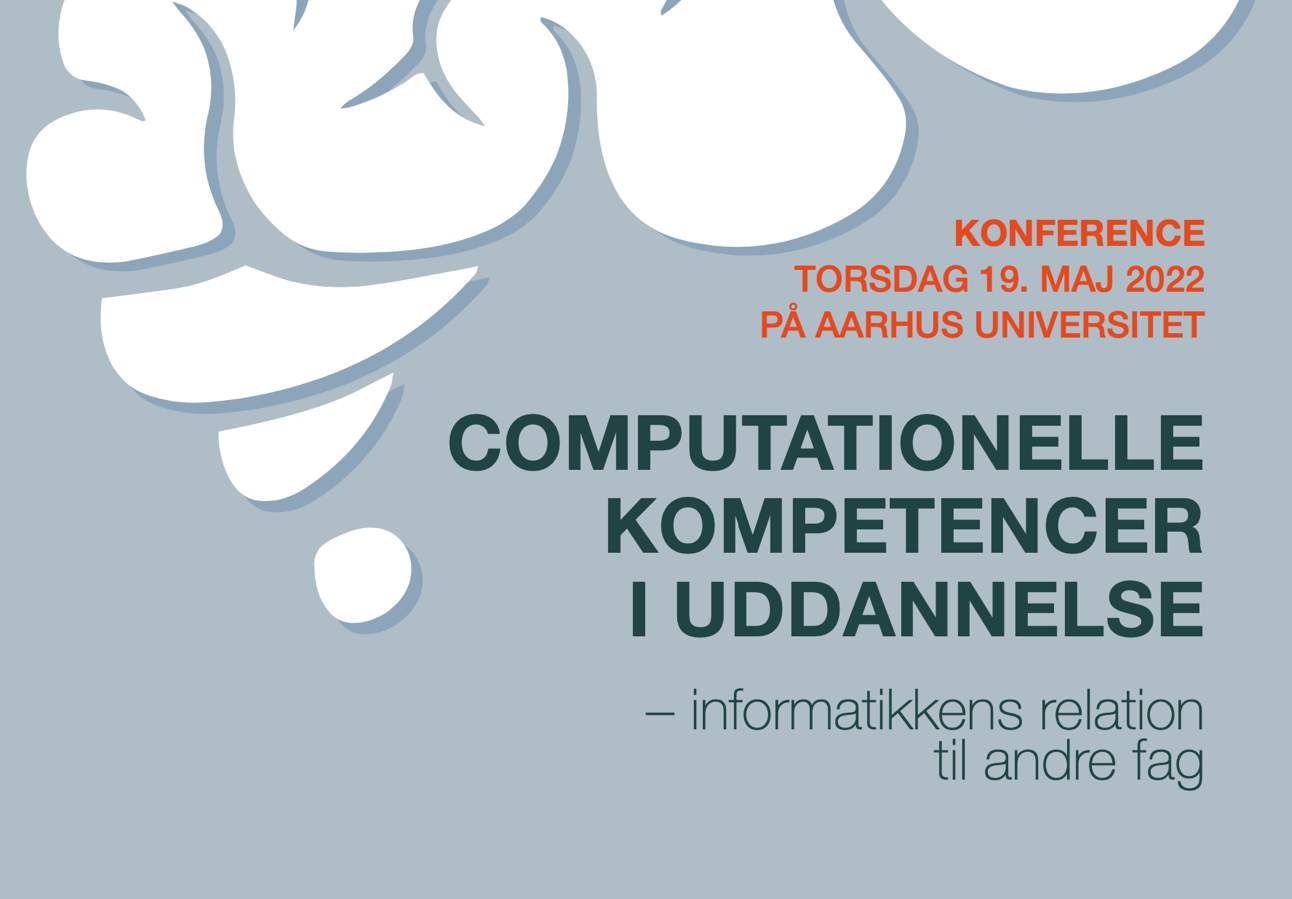 KONFERENCE
TORSDAG 19. MAJ 2022
PÅ AARHUS UNIVERSITET
COMPUTATIONELLE
KOMPETENCER
I UDDANNELSE
– informatikkens relation
til andre fag